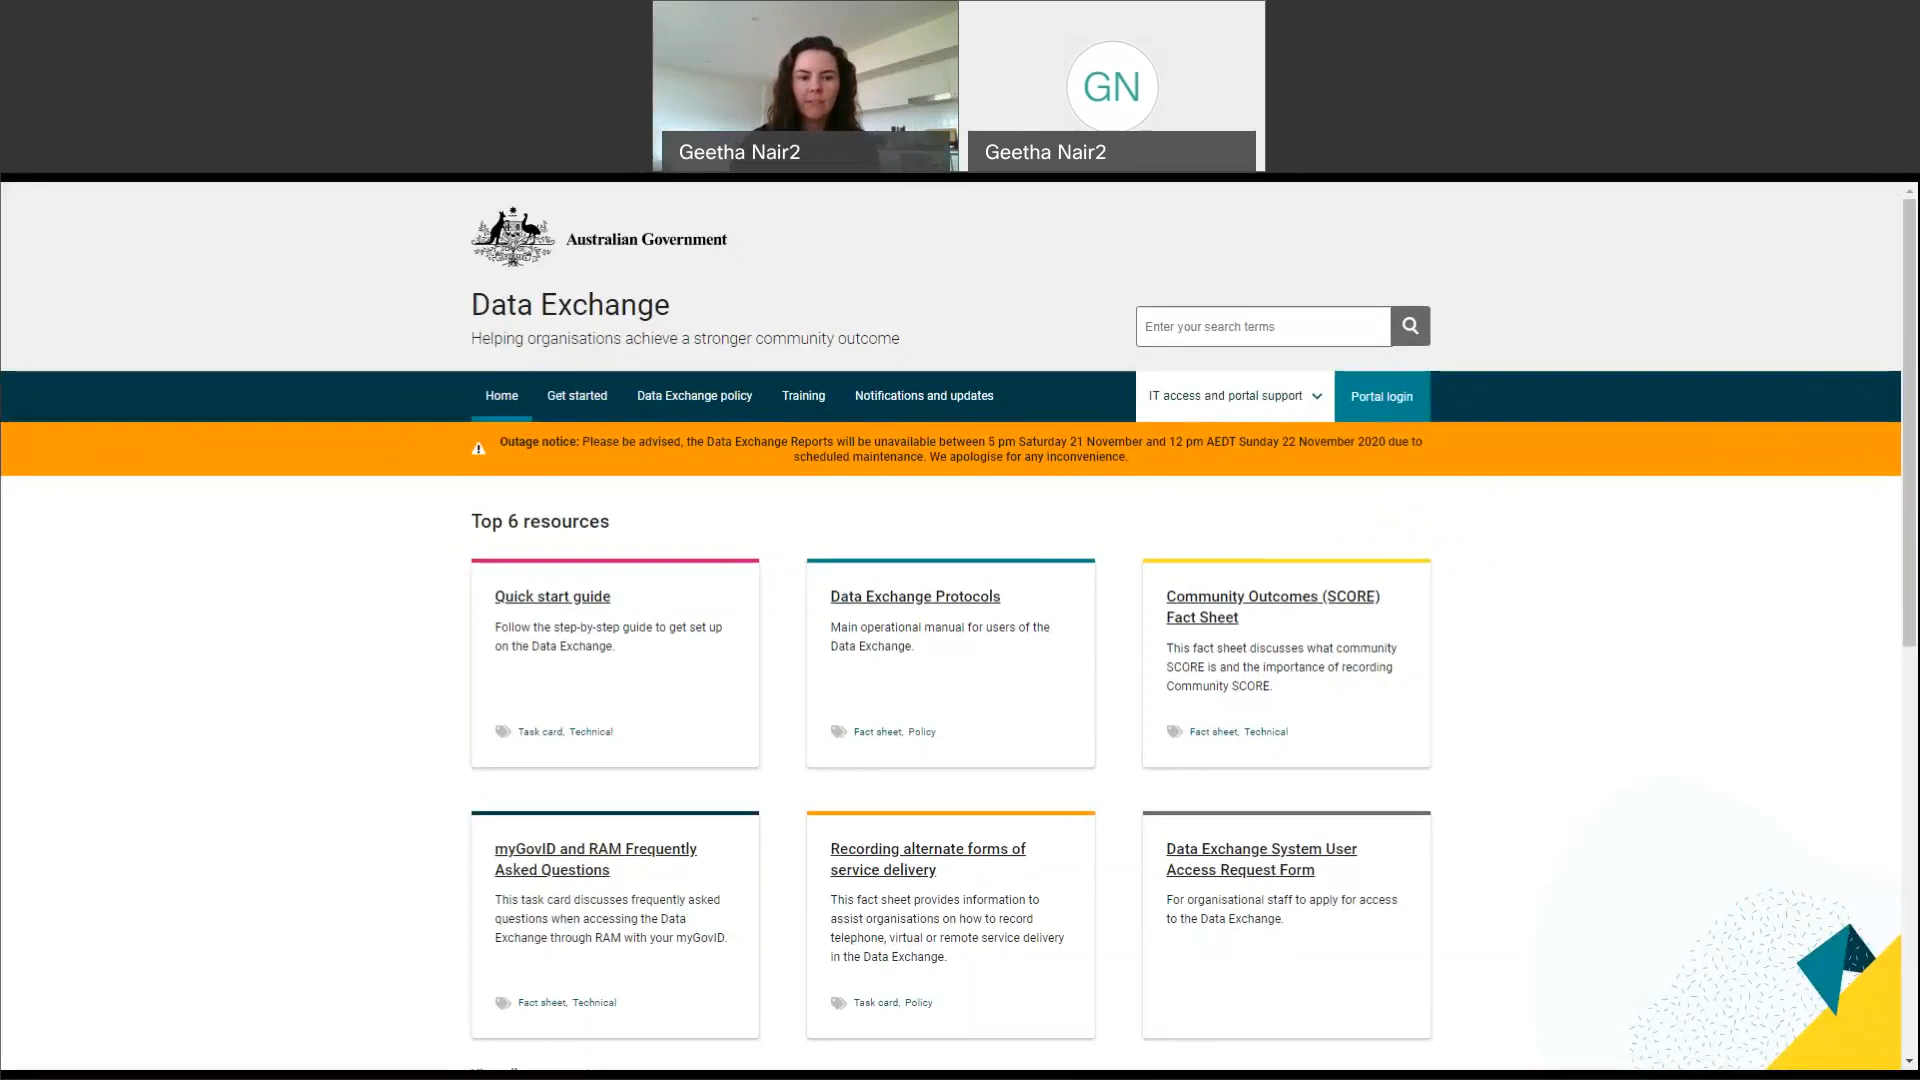 GN
Geetha Nair2
Geetha Nair2
Australian Government
Data Exchange
Helping organisations achieve a stronger community outcome
Enter your search terms
Home
Get started
Data Exchange policy
Training
Notifications and updates
IT access and portal support
Portal login
Outage notice: Please be advised, the Data Exchange Reports will be unavailable between 5 pm Saturday 21 November and 12 pm AEDT Sunday 22 November 2020 due to
scheduled maintenance. We apologise for any inconvenience.
Top 6 resources
Quick start guide
Follow the step-by-step guide to get set up
on the Data Exchange.
Task card, Technical
Data Exchange Protocols
Main operational manual for users of the
Data Exchange.
Fact sheet, Policy
Community Outcomes (SCORE)
Fact Sheet
This fact sheet discusses what community
SCORE is and the importance of recording
Community SCORE.
Fact sheet, Technical
myGovID and RAM Frequently
Asked Questions
This task card discusses frequently asked
questions when accessing the Data
Exchange through RAM with your myGovID.
Fact sheet, Technical
Recording alternate forms of
service delivery
This fact sheet provides information to
assist organisations on how to record
telephone, virtual or remote service delivery
in the Data Exchange.
Task card, Policy
Data Exchange System User
Access Request Form
For organisational staff to apply for access
to the Data Exchange.